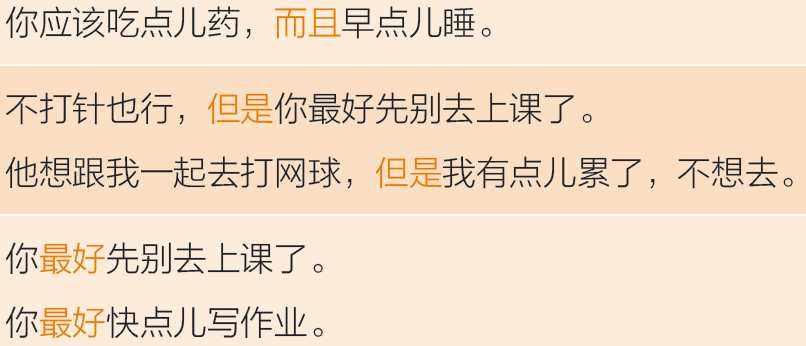 你应该吃点儿药，而且早点儿睡。
不打针也行，但是你最好先别去上课了。
他想跟我一起去打网球，但是我有点儿累了，不想去。
你最好先别去上课了。
你最好快点儿写作业。